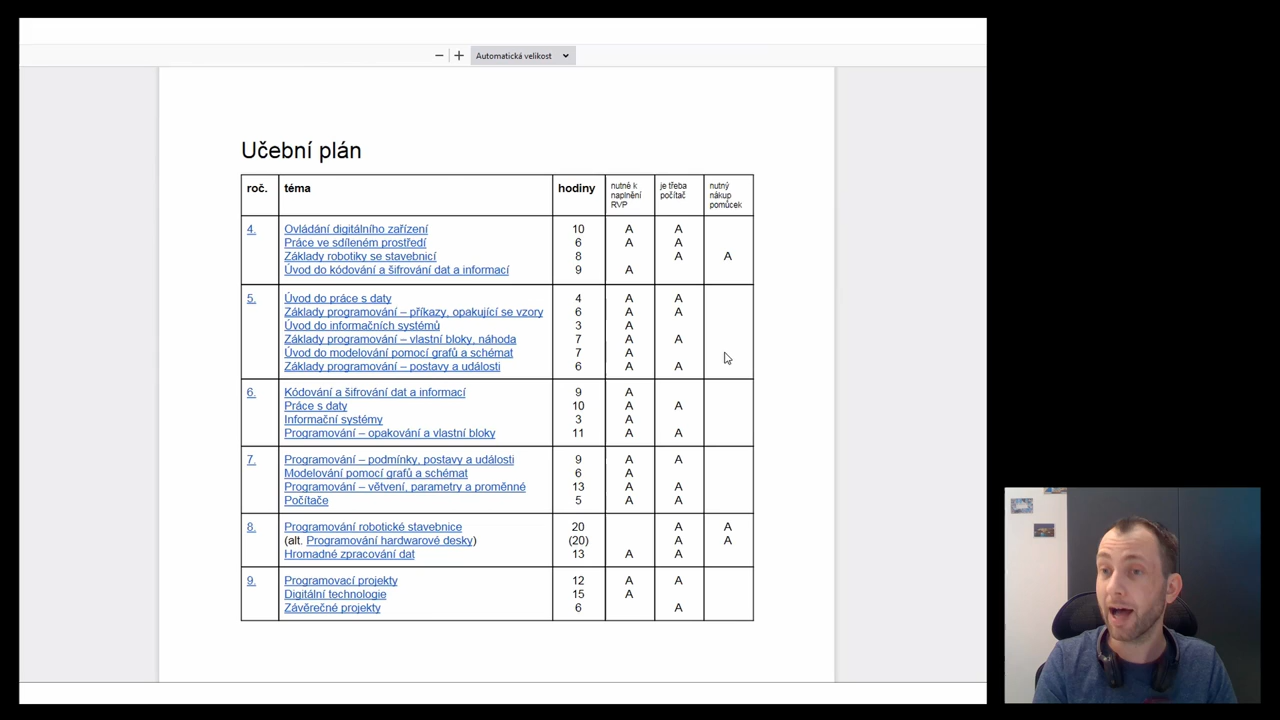 Automatická velikost
Učební plán
roč. téma hodiny nutné k naplnění RVP je třeba počítač nutný nákup pomůcek
4. Ovládání digitálního zařízení 10 A A
Práce ve sdíleném prostředí 6 A A
Základy robotiky se stavebnicí 8 A A
Úvod do kódování a šifrování dat a informací 9 A
5. Úvod do práce s daty 4 A A
Základy programování – příkazy, opakující se vzory 6 A A
Úvod do informačních systémů 3 A
Základy programování – vlastní bloky, náhoda 7 A A
Úvod do modelování pomocí grafů a schémat 7 A
Základy programování – postavy a události 6 A A
6. Kódování a šifrování dat a informací 9 A
Práce s daty 10 A A
Informační systémy 3 A
Programování – opakování a vlastní bloky 11 A A
7. Programování – podmínky, postavy a události 9 A A
Modelování pomocí grafů a schémat 6 A
Programování – větvení, parametry a proměnné 13 A A
Počítače 5 A A
8. Programování robotické stavebnice 20 A A
(alt. Programování hardwarové desky) (20) A A
Hromadné zpracování dat 13 A A
9. Programovací projekty 12 A A
Digitální technologie 15 A
Závěrečné projekty 6 A